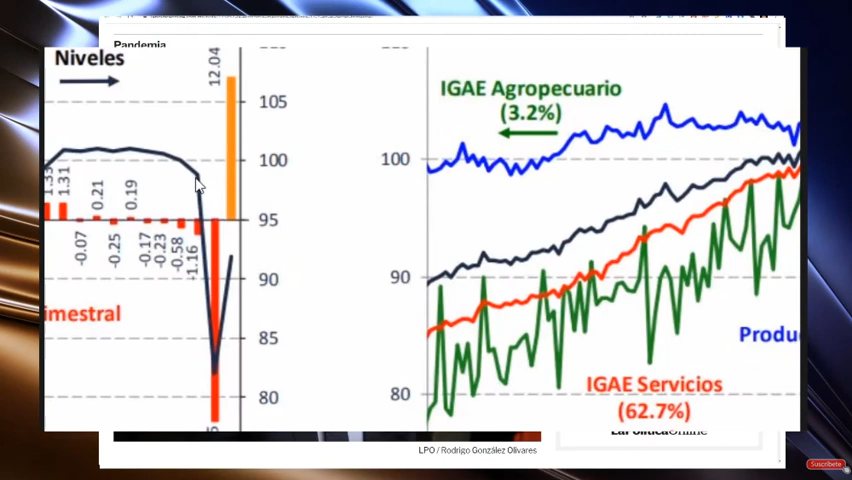 Pandemia
Niveles
12.04
105
100
95
90
85
80
1.33
1.31
-0.07
0.21
-0.25
0.19
-0.17
-0.23
-0.58
-1.16
imestral
IGAE Agropecuario
(3.2%)
100
90
80
Produ
IGAE Servicios
(62.7%)
LaPolíticaOnline
LPO / Rodrigo González Olivares
Suscríbete